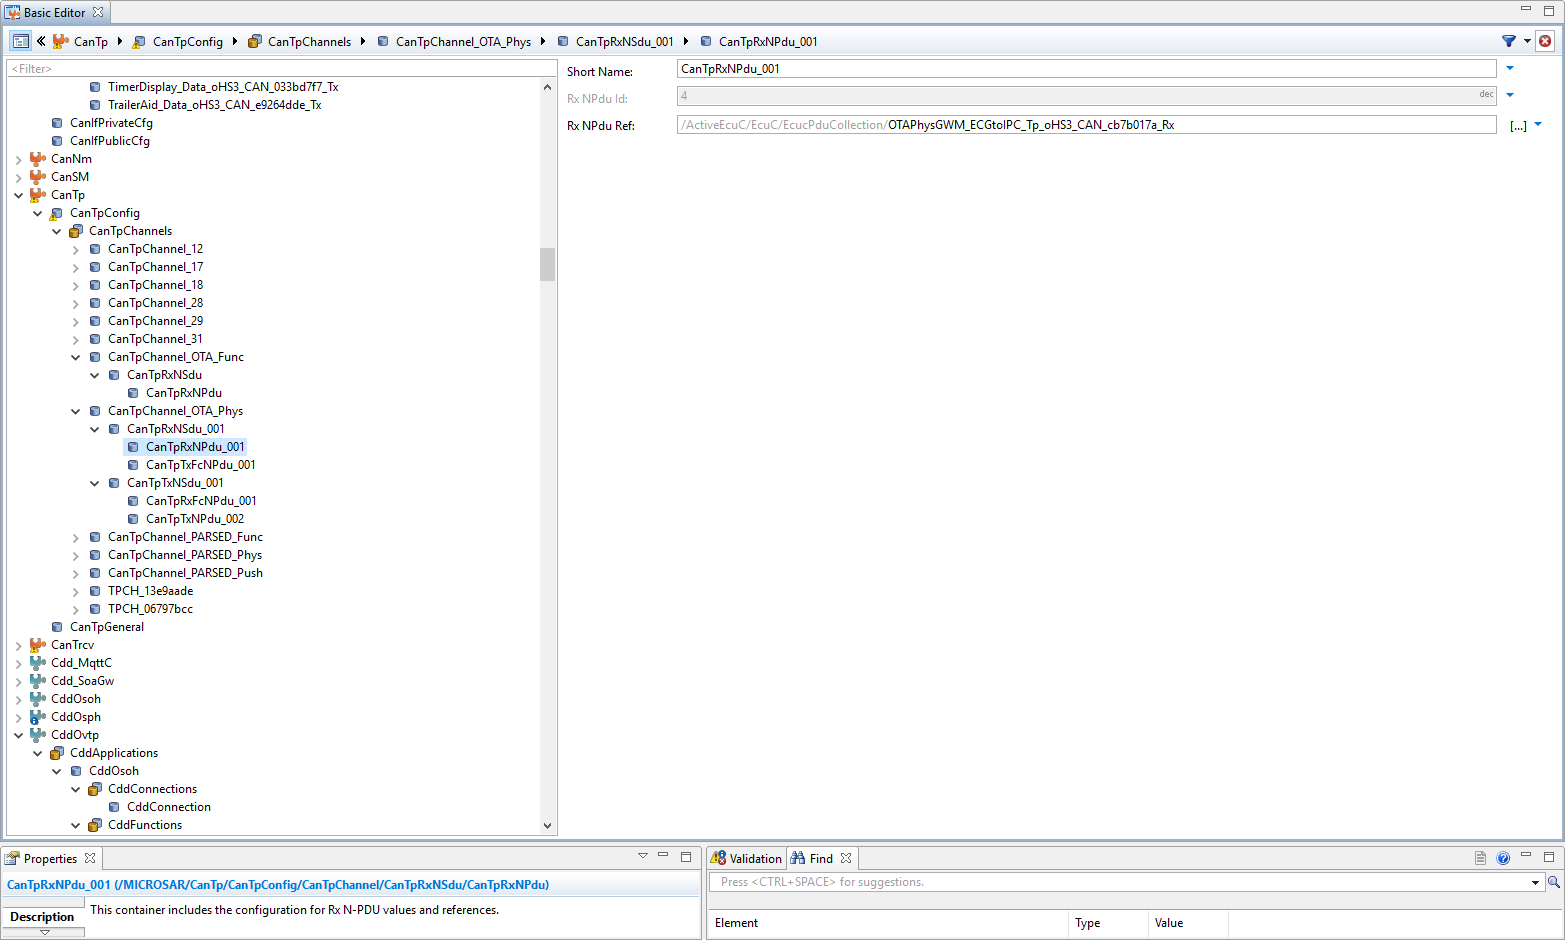 Basic Editor
CanTp CanTpConfig CanTpChannels CanTpChannel_OTA_Phys CanTpRxNSdu_001 CanTpRxNPdu_001
<Filter>
TimerDisplay_Data_oHS3_CAN_033bd7f7_Tx
TrailerAid_Data_oHS3_CAN_e9264dde_Tx
CanIfPrivateCfg
CanIfPublicCfg
CanNm
CanSM
CanTp
CanTpConfig
CanTpChannels
CanTpChannel_12
CanTpChannel_17
CanTpChannel_18
CanTpChannel_28
CanTpChannel_29
CanTpChannel_31
CanTpChannel_OTA_Func
CanTpRxNSdu
CanTpRxNPdu
CanTpChannel_OTA_Phys
CanTpRxNSdu_001
CanTpRxNPdu_001
CanTpTxFcNPdu_001
CanTpTxNSdu_001
CanTpRxFcNPdu_001
CanTpTxNPdu_002
CanTpChannel_PARSED_Func
CanTpChannel_PARSED_Phys
CanTpChannel_PARSED_Push
TPCH_13e9aade
TPCH_06797bcc
CanTpGeneral
CanTrcv
Cdd_MqttC
Cdd_SoaGw
CddOsoh
CddOsph
CddOvtp
CddApplications
CddOsoh
CddConnections
CddConnection
CddFunctions
Short Name: CanTpRxNPdu_001
Rx NPdu Id: 4 dec
Rx NPdu Ref: /ActiveEcuC/EcuC/EcucPduCollection/OTAPhysGWM_ECGtoIPC_Tp_oHS3_CAN_cb7b017a_Rx [...]
Properties
CanTpRxNPdu_001 (/MICROSAR/CanTp/CanTpConfig/CanTpChannel/CanTpRxNSdu/CanTpRxNPdu)
Description
This container includes the configuration for Rx N-PDU values and references.
Validation Find
Press <CTRL+SPACE> for suggestions.
Element Type Value